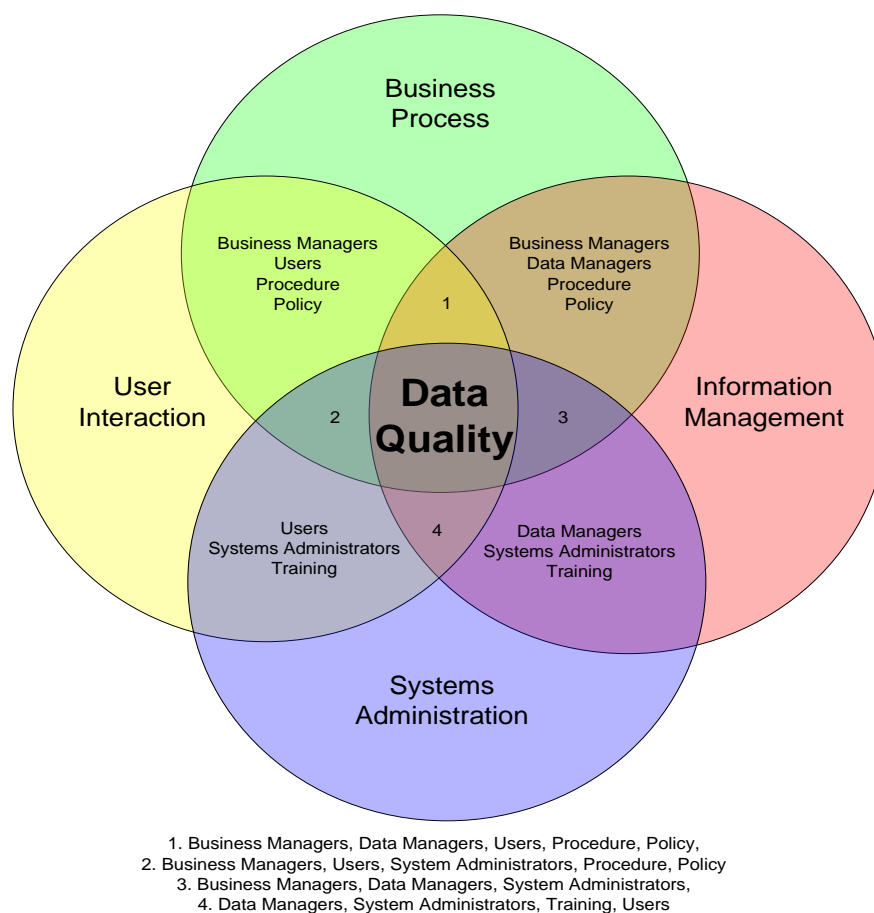 Business
Process
Business Managers
Users
Procedure
Policy
Business Managers
Data Managers
Procedure
Policy
1
User
Interaction
2
Data
Quality
3
Information
Management
Users
Systems Administrators
Training
4
Data Managers
Systems Administrators
Training
Systems
Administration
1. Business Managers, Data Managers, Users, Procedure, Policy,
2. Business Managers, Users, System Administrators, Procedure, Policy
3. Business Managers, Data Managers, System Administrators,
4. Data Managers, System Administrators, Training, Users